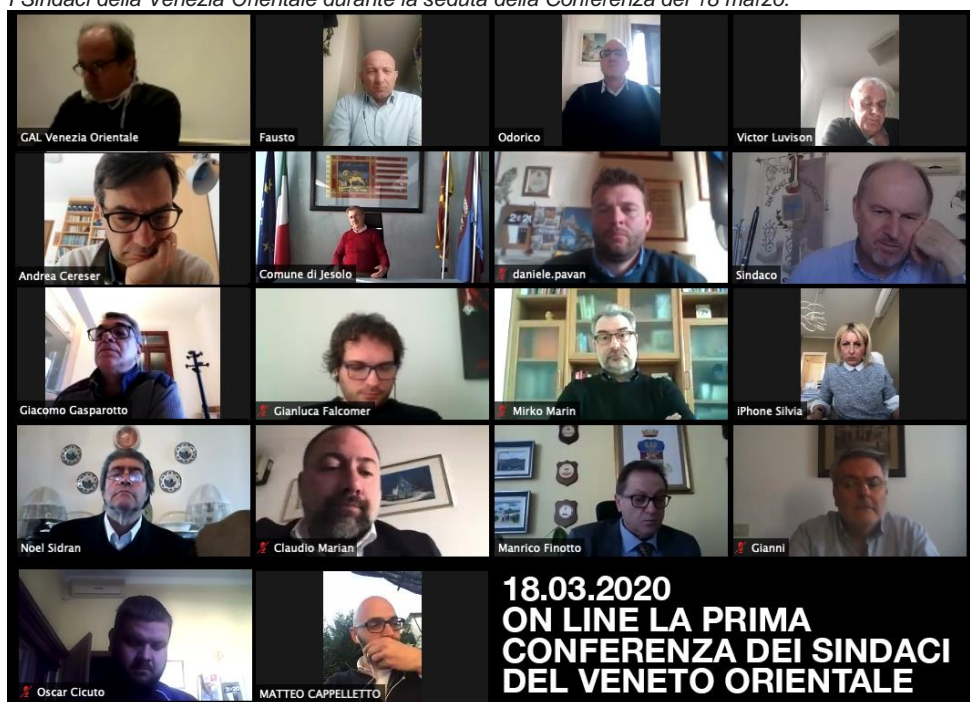 I Sindaci della Venezia Orientale durante la seduta della Conferenza del 18 marzo.
GAL Venezia Orientale
Fausto
Odorico
Victor Luvison
Andrea Cereser
Comune di Jesolo
daniele.pavan
Sindaco
Giacomo Gasparotto
Gianluca Falcomer
Mirko Marin
iPhone Silvia
Noel Sidran
Claudio Marian
Manrico Finotto
Gianni
Oscar Cicuto
MATTEO CAPPELLETTO
18.03.2020
ON LINE LA PRIMA
CONFERENZA DEI SINDACI
DEL VENETO ORIENTALE